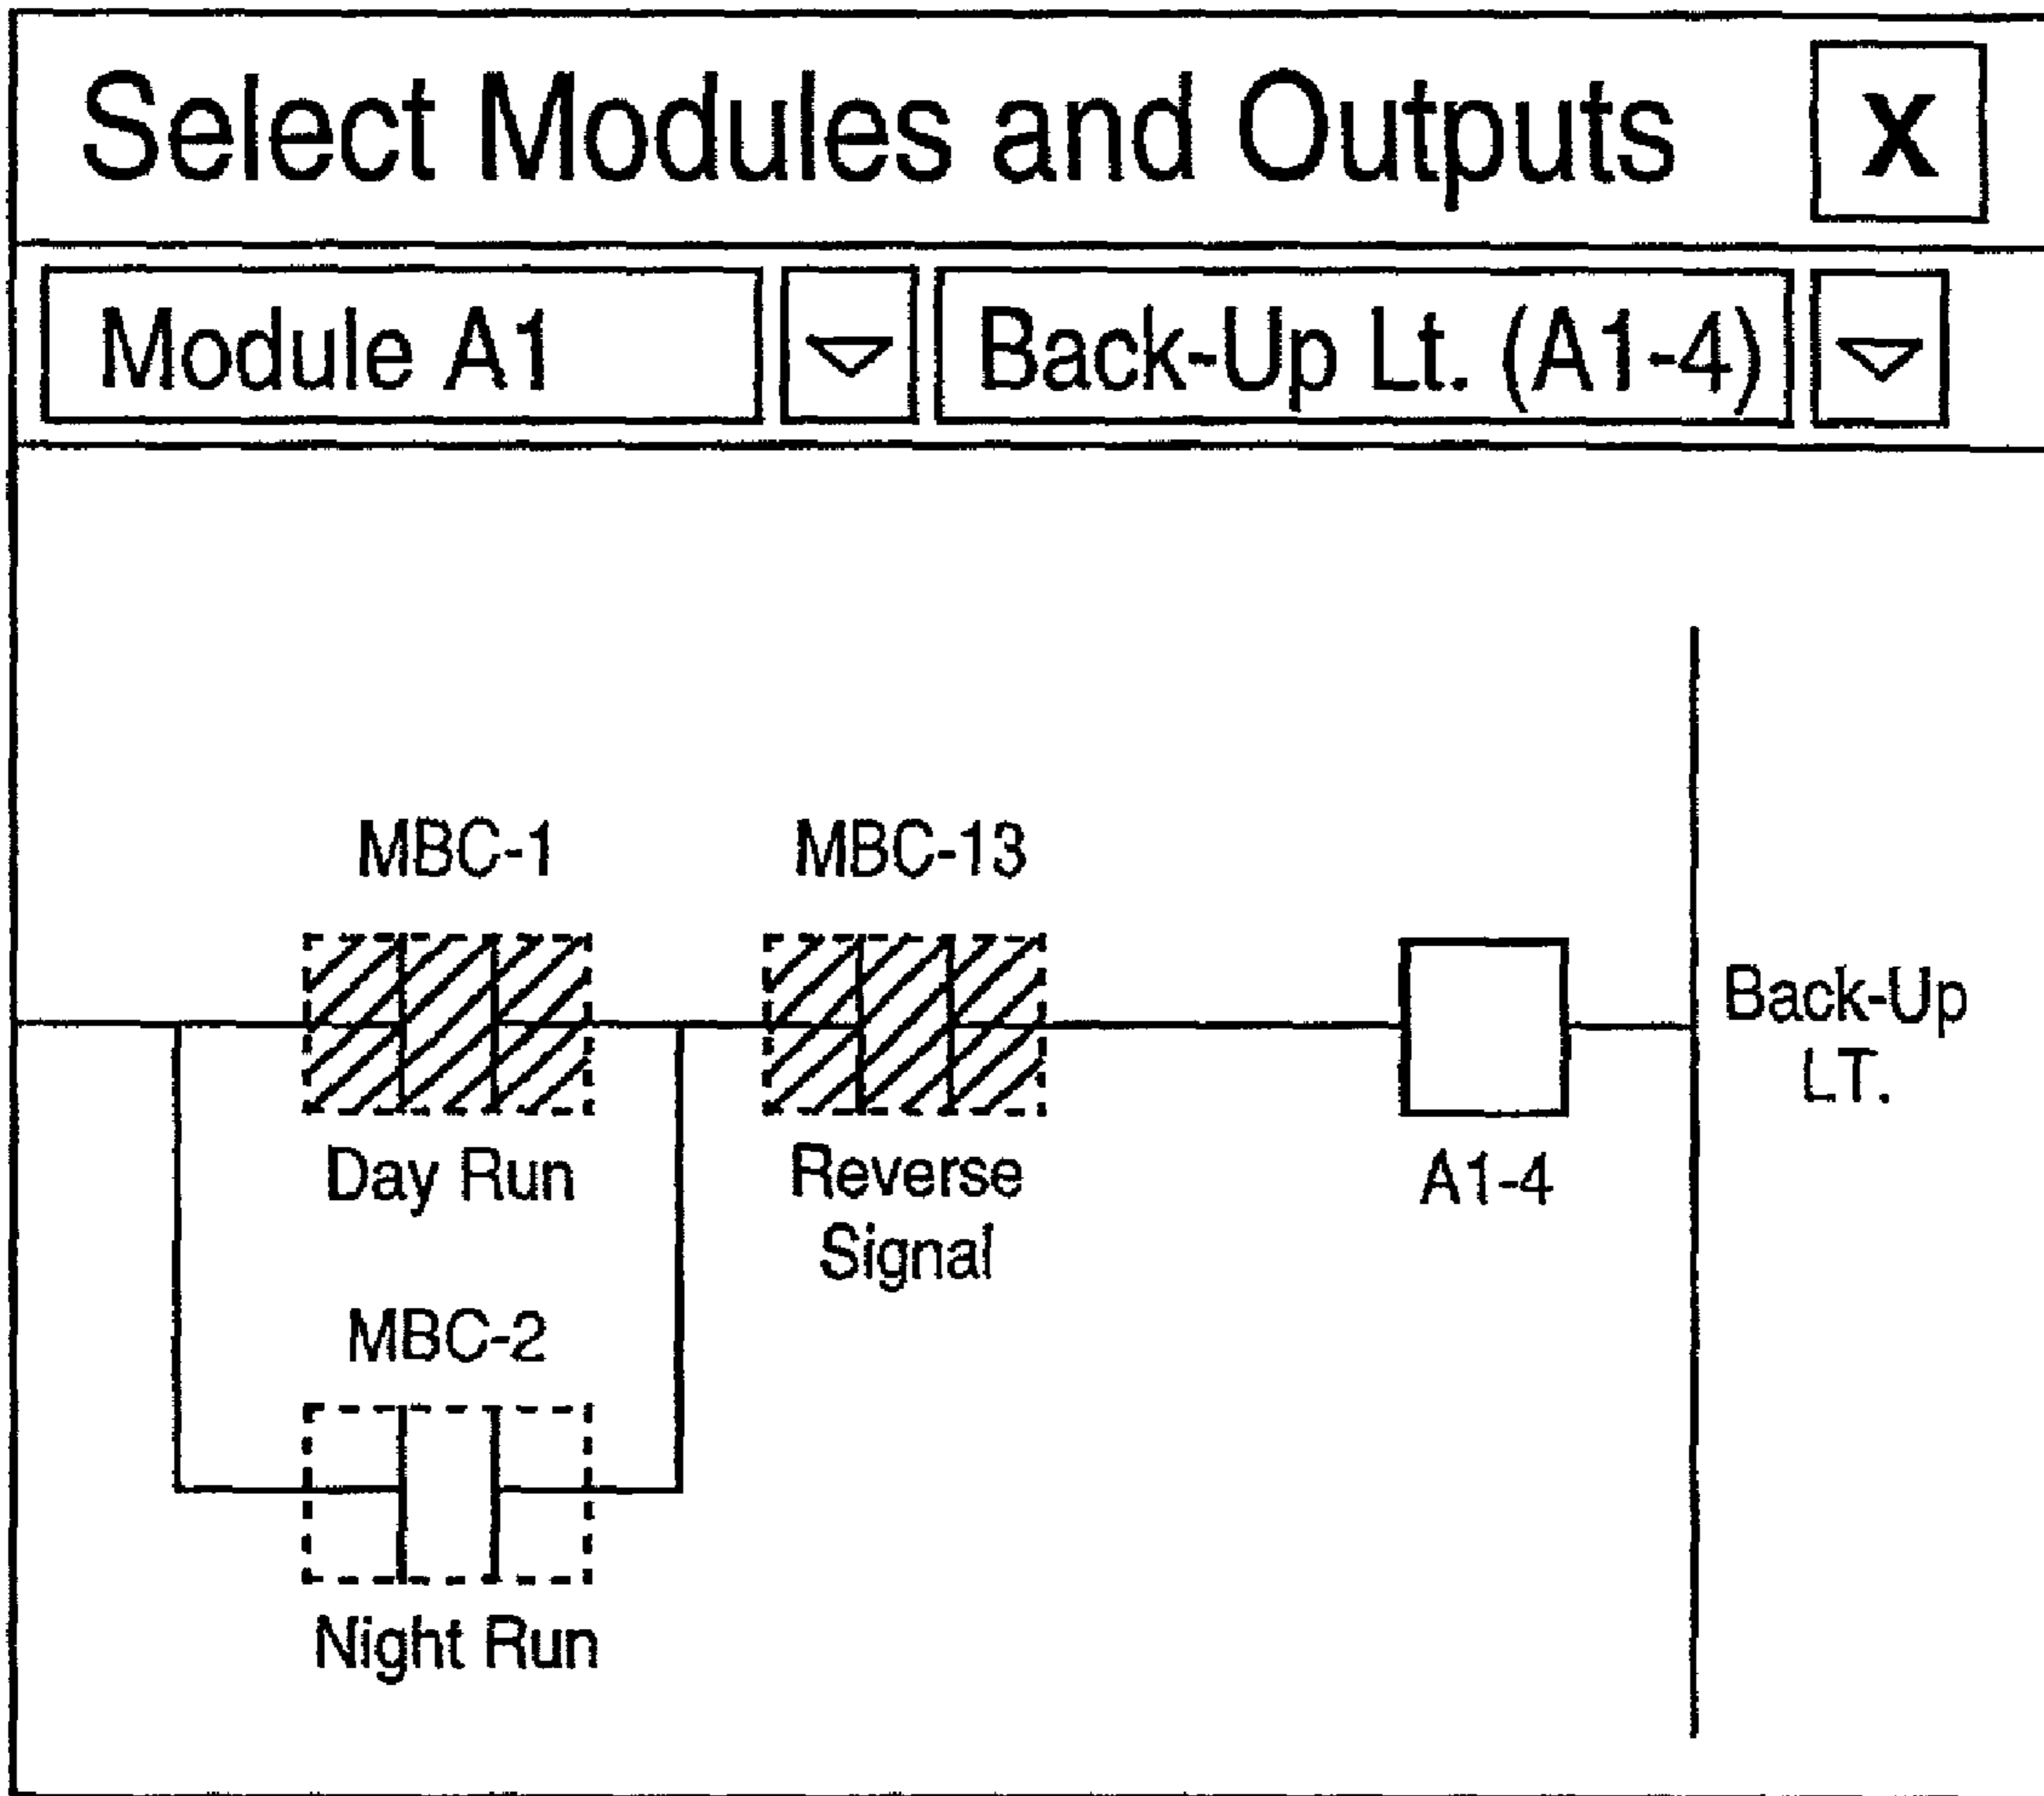 Select Modules and Outputs X
Module A1 Back-Up Lt. (A1-4)
MBC-1 MBC-13
Back-Up
LT.
Day Run Reverse
Signal
A1-4
MBC-2
Night Run